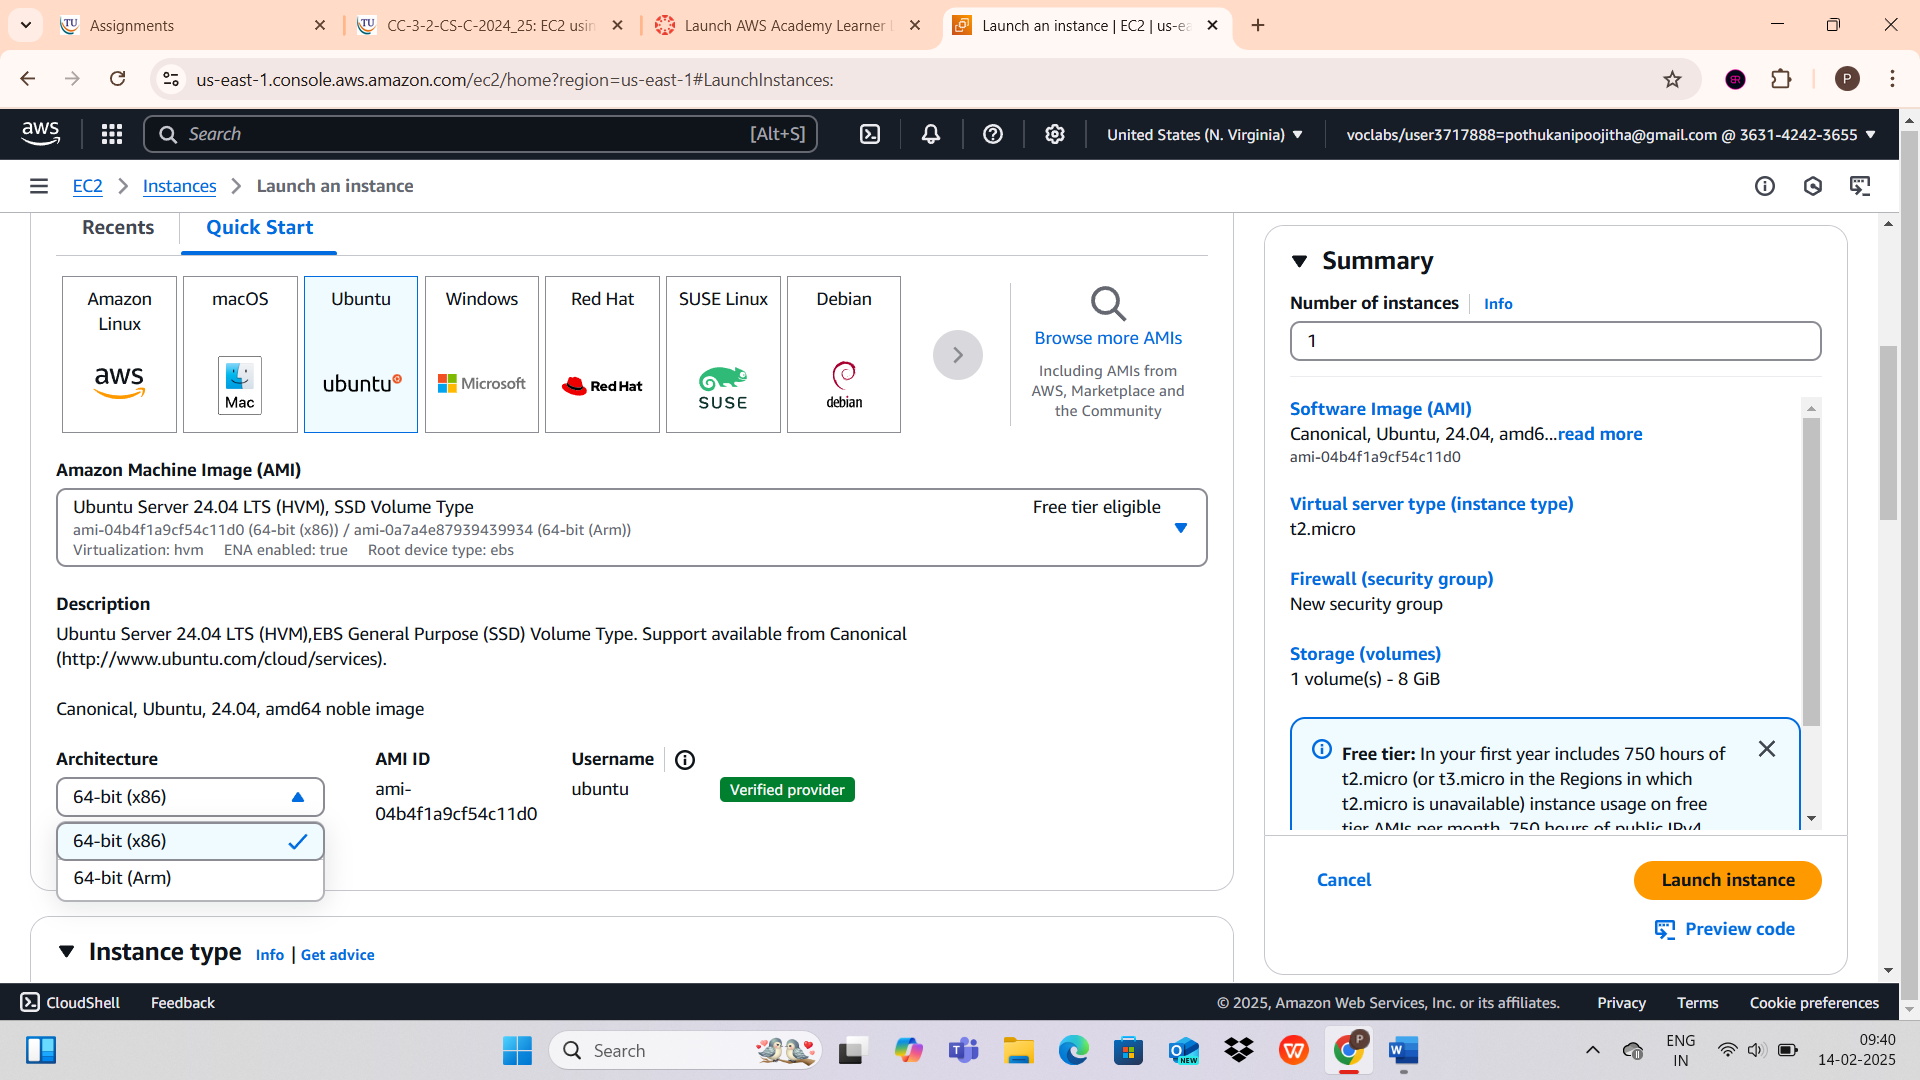 Assignments
CC-3-2-CS-C-2024_25: EC2 usin
Launch AWS Academy Learner L
Launch an instance | EC2 | us-ea
us-east-1.console.aws.amazon.com/ec2/home?region=us-east-1#LaunchInstances:
P
aws
Search
[Alt+S]
United States (N. Virginia)
voclabs/user3717888=pothukanipoojitha@gmail.com @ 3631-4242-3655
EC2
Instances
Launch an instance
Recents
Quick Start
Amazon Linux
aws
macOS
Mac
Ubuntu
ubuntu
Windows
Microsoft
Red Hat
Red Hat
SUSE Linux
SUSE
Debian
debian
Browse more AMIs
Including AMIs from
AWS, Marketplace and
the Community
Amazon Machine Image (AMI)
Ubuntu Server 24.04 LTS (HVM), SSD Volume Type
Free tier eligible
ami-04b4f1a9cf54c11d0 (64-bit (x86)) / ami-0a7a4e87939439934 (64-bit (Arm))
Virtualization: hvm ENA enabled: true Root device type: ebs
Description
Ubuntu Server 24.04 LTS (HVM),EBS General Purpose (SSD) Volume Type. Support available from Canonical
(http://www.ubuntu.com/cloud/services).
Canonical, Ubuntu, 24.04, amd64 noble image
Architecture
64-bit (x86)
64-bit (x86)
64-bit (Arm)
AMI ID
ami-
04b4f1a9cf54c11d0
Username
ubuntu
Verified provider
Instance type
Info | Get advice
Summary
Number of instances
Info
1
Software Image (AMI)
Canonical, Ubuntu, 24.04, amd6...read more
ami-04b4f1a9cf54c11d0
Virtual server type (instance type)
t2.micro
Firewall (security group)
New security group
Storage (volumes)
1 volume(s) - 8 GiB
Free tier: In your first year includes 750 hours of
t2.micro (or t3.micro in the Regions in which
t2.micro is unavailable) instance usage on free
tier AMIs per month, 750 hours of public IPv4
Cancel
Launch instance
Preview code
CloudShell
Feedback
© 2025, Amazon Web Services, Inc. or its affiliates.
Privacy
Terms
Cookie preferences
Search
NEW
P
W
ENG
IN
09:40
14-02-2025